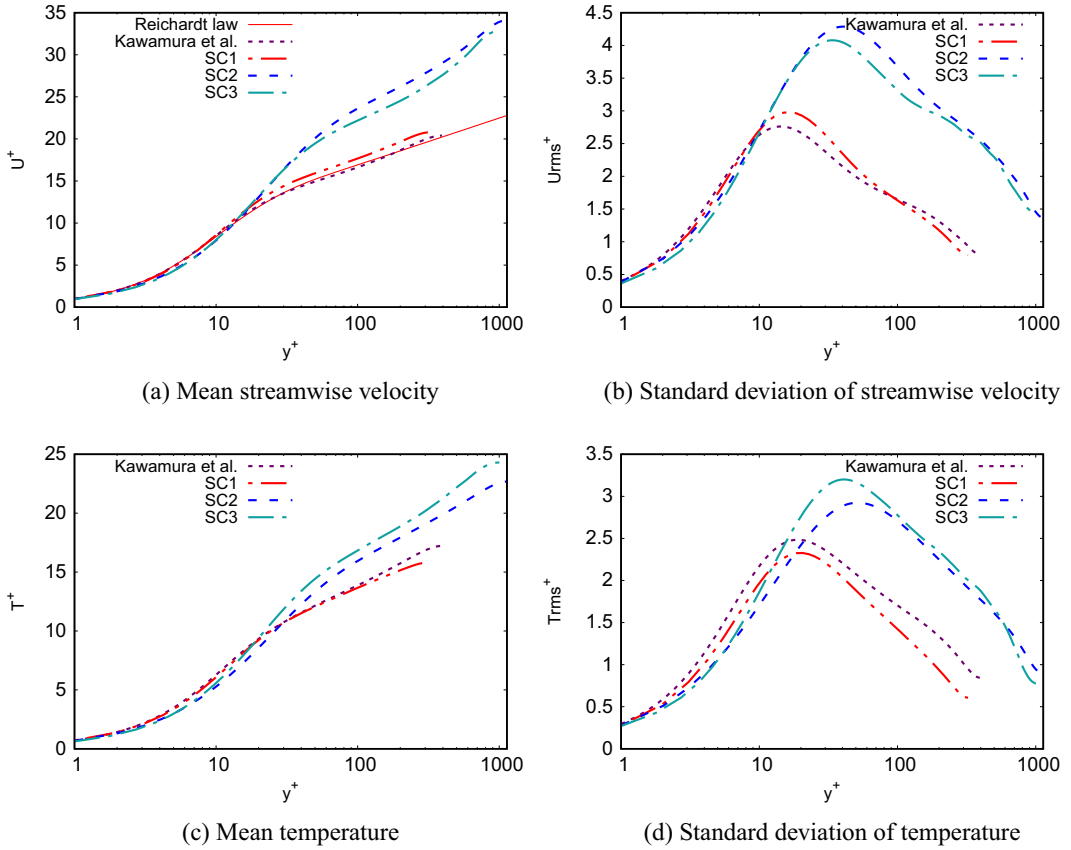 Reichardt law
Kawamura et al.
SC1
SC2
SC3
35
30
25
20
15
10
5
0
U+
1 10 100 1000
y+
(a) Mean streamwise velocity
Kawamura et al.
SC1
SC2
SC3
4.5
4
3.5
3
2.5
2
1.5
1
0.5
0
Urms+
1 10 100 1000
y+
(b) Standard deviation of streamwise velocity
Kawamura et al.
SC1
SC2
SC3
25
20
15
10
5
0
T+
1 10 100 1000
y+
(c) Mean temperature
Kawamura et al.
SC1
SC2
SC3
3.5
3
2.5
2
1.5
1
0.5
0
Trms+
1 10 100 1000
y+
(d) Standard deviation of temperature